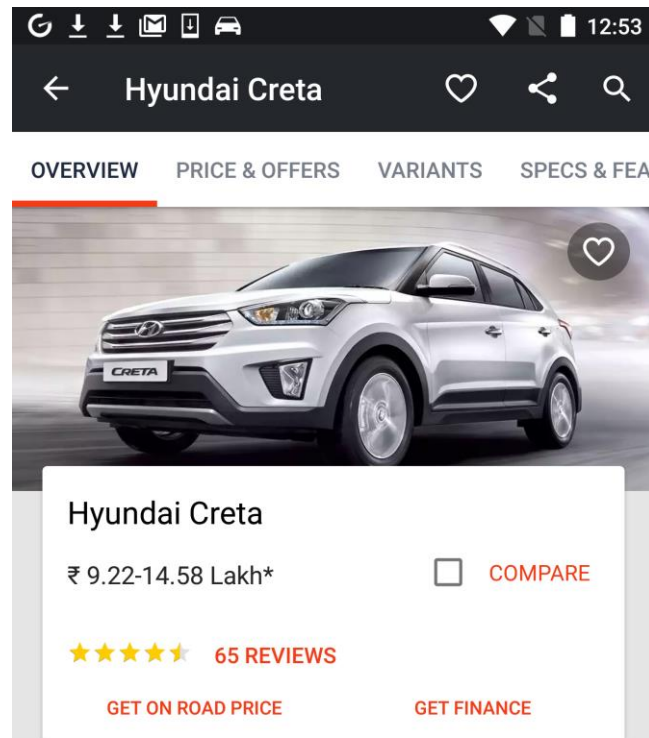 12:53
Hyundai Creta
OVERVIEW PRICE & OFFERS VARIANTS SPECS & FEA
CRETA
Hyundai Creta
₹ 9.22-14.58 Lakh*
COMPARE
65 REVIEWS
GET ON ROAD PRICE GET FINANCE